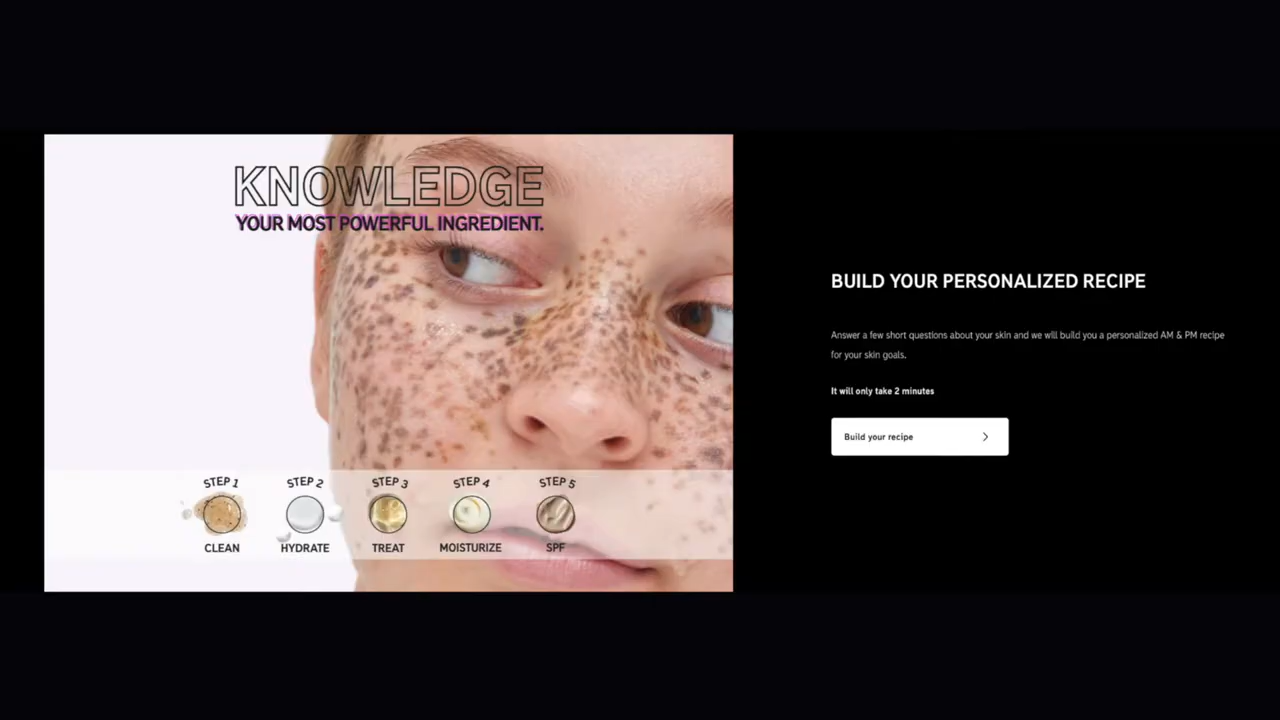 KNOWLEDGE
YOUR MOST POWERFUL INGREDIENT.
STEP 1
STEP 2
STEP 3
STEP 4
STEP 5
CLEAN
HYDRATE
TREAT
MOISTURIZE
SPF
BUILD YOUR PERSONALIZED RECIPE
Answer a few short questions about your skin and we will build you a personalized AM & PM recipe
for your skin goals.
It will only take 2 minutes
Build your recipe